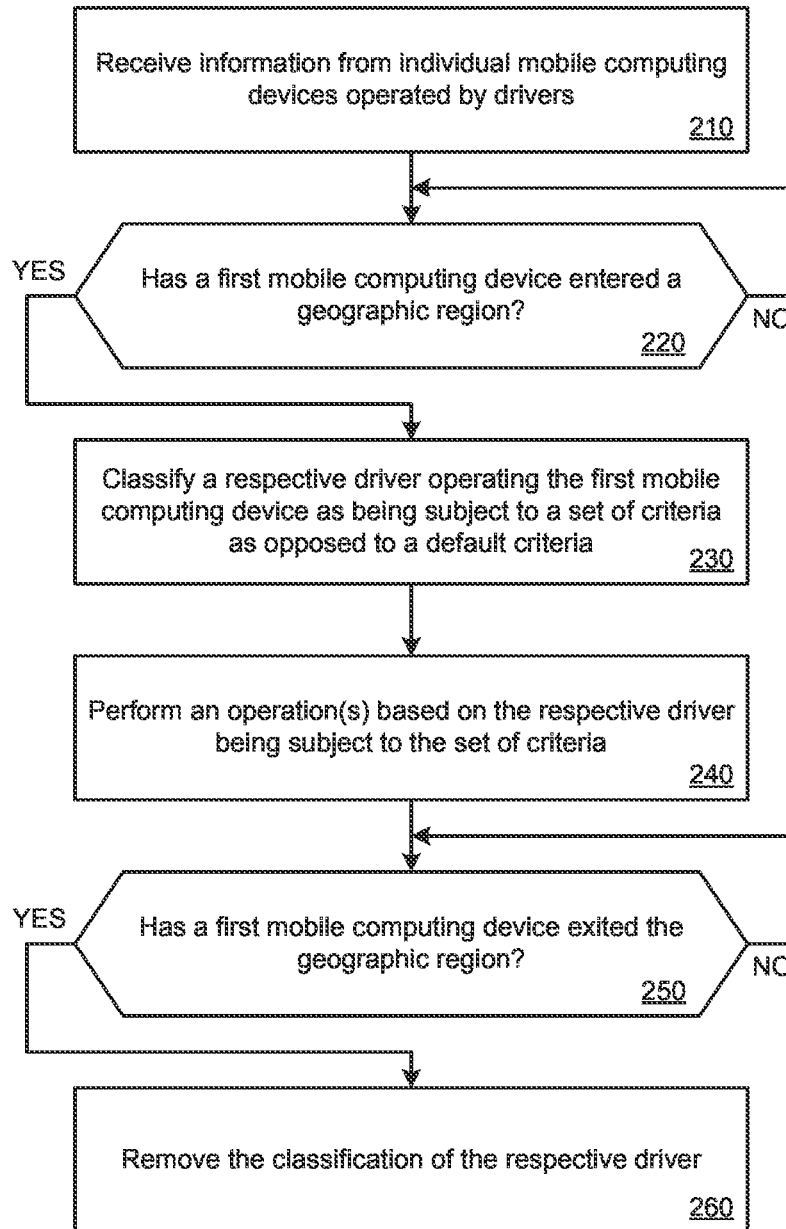 Receive information from individual mobile computing
devices operated by drivers
210
YES
Has a first mobile computing device entered a
geographic region?
NO
220
Classify a respective driver operating the first mobile
computing device as being subject to a set of criteria
as opposed to a default criteria
230
Perform an operation(s) based on the respective driver
being subject to the set of criteria
240
YES
Has a first mobile computing device exited the
geographic region?
NO
250
Remove the classification of the respective driver
260